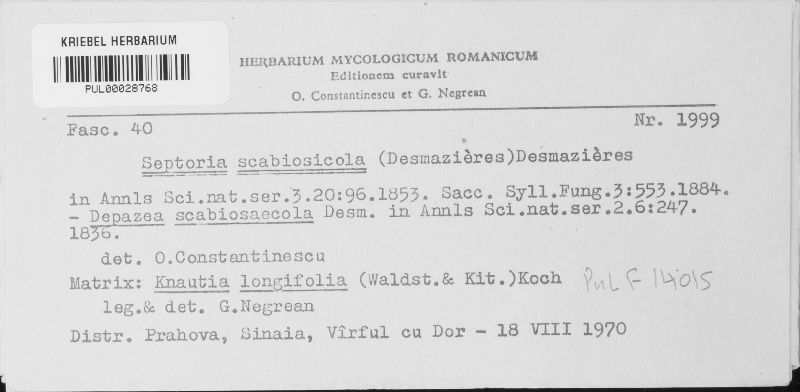 KRIEBEL HERBARIUM
PUL00028768
HERBARIUM MYCOLOGICUM ROMANICUM
Editionem curavit
O. Constantinescu et G. Negrean
Fasc. 40 Nr. 1999
Septoria scabiosicola (Desmazières)Desmazières
in Annls Sci.nat.ser.3.20:96.1853. Sacc. Syll.Fung.3:553.1884.
- Depazea scabiosaecola Desm. in Annls Sci.nat.ser.2.6:247.
1836.
det. O.Constantinescu
Matrix: Knautia longifolia (Waldst.& Kit.)Koch PuL F 14015
leg.& det. G.Negrean
Distr. Prahova, Sinaia, Vîrful cu Dor - 18 VIII 1970